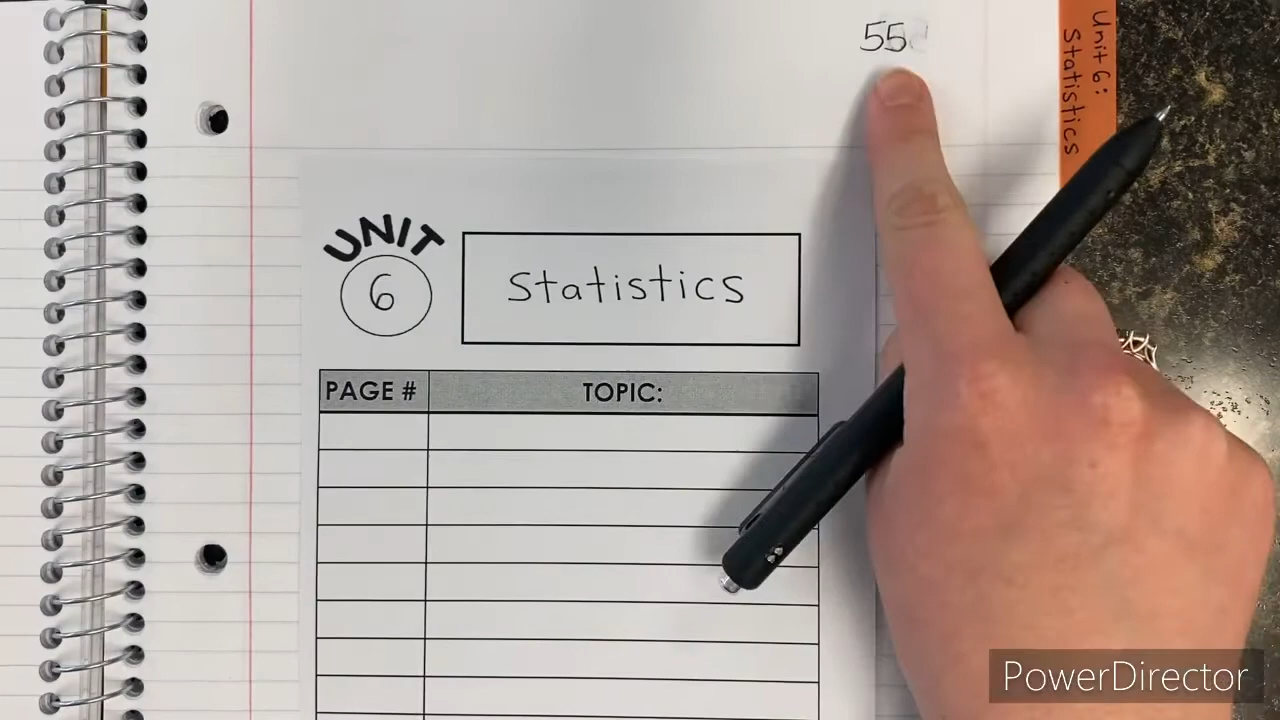 55
Unit 6:
Statistics
UNIT
6
Statistics
PAGE #
TOPIC:
PowerDirector